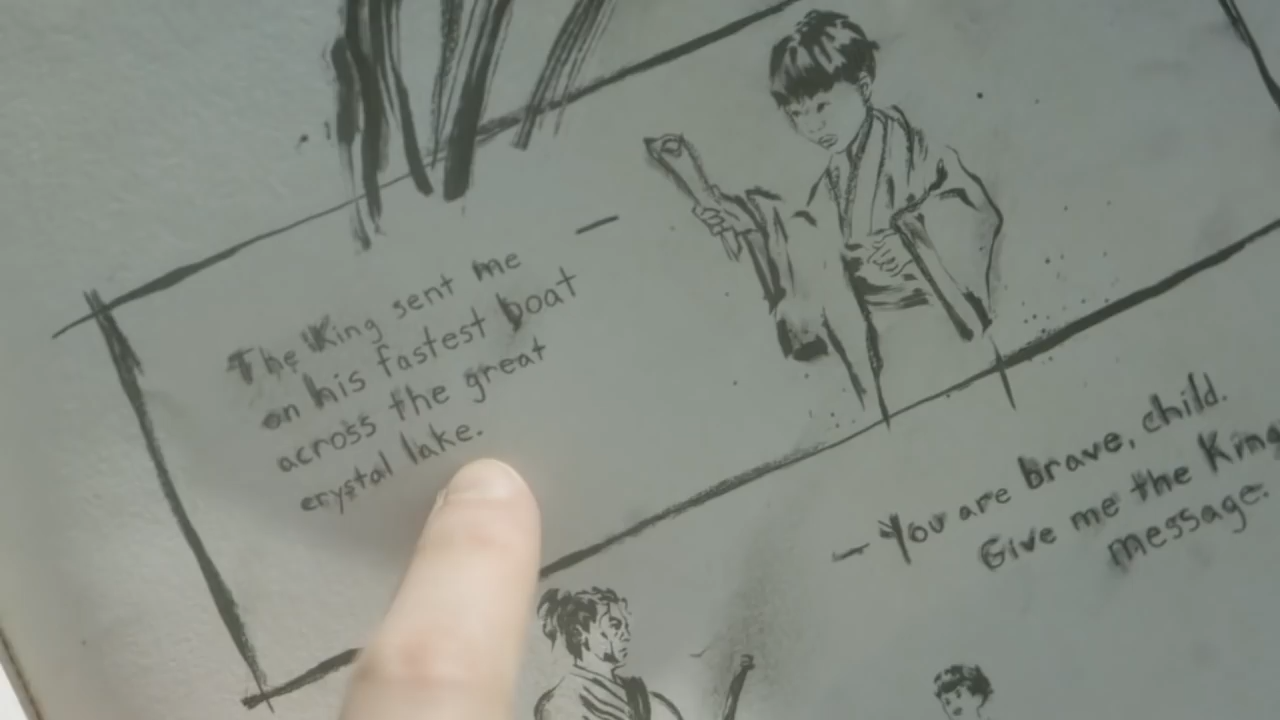 The King sent me
on his fastest boat
across the great
crystal lake.
— You are brave, child.
Give me the King
message.